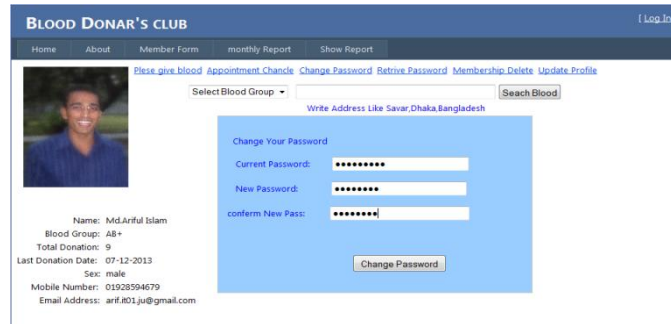 BLOOD DONAR'S CLUB
[ Log In
Home About Member Form monthly Report Show Report
Plese give blood Appointment Chancle Change Password Retrive Password Membership Delete Update Profile
Select Blood Group Seach Blood
Write Address Like Savar,Dhaka,Bangladesh
Change Your Password
Current Password: •••••••••
New Password: ••••••••
conferm New Pass: ••••••••
Change Password
Name: Md.Ariful Islam
Blood Group: AB+
Total Donation: 9
Last Donation Date: 07-12-2013
Sex: male
Mobile Number: 01928594679
Email Address: arif.it01.ju@gmail.com